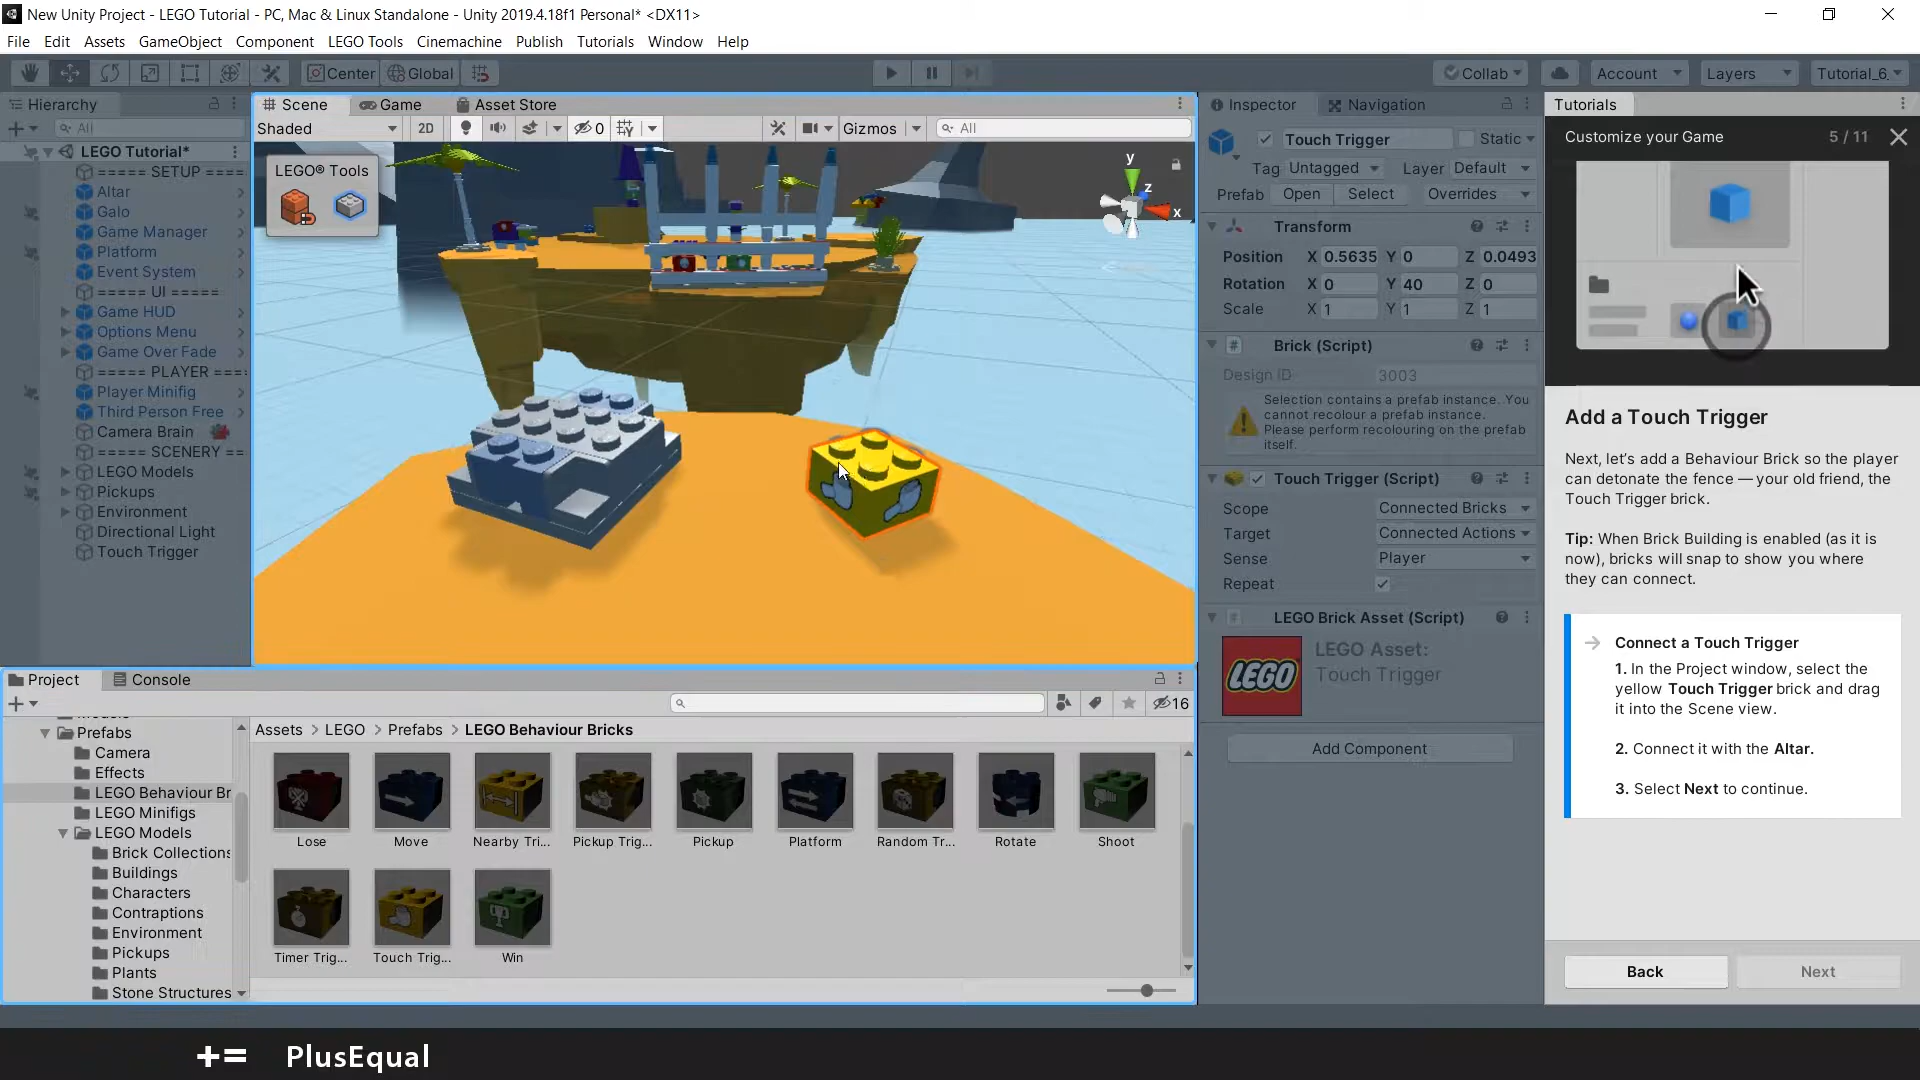 New Unity Project - LEGO Tutorial - PC, Mac & Linux Standalone - Unity 2019.4.18f1 Personal* <DX11>
File Edit Assets GameObject Component LEGO Tools Cinemachine Publish Tutorials Window Help
Center Global Collab Account Layers Tutorial_6.
Hierarchy
All
LEGO Tutorial*
===== SETUP ====
Altar
Galo
Game Manager
Platform
Event System
===== UI =====
Game HUD
Options Menu
Game Over Fade
===== PLAYER ====
Player Minifig
Third Person Free
Camera Brain
===== SCENERY ==
LEGO Models
Pickups
Environment
Directional Light
Touch Trigger
Scene Game Asset Store
Shaded 2D 0 Gizmos All
LEGO® Tools
y
z
x
Inspector Navigation
Touch Trigger Static
Tag Untagged Layer Default
Prefab Open Select Overrides
Transform
Position X 0.5635 Y 0 Z 0.0493
Rotation X 0 Y 40 Z 0
Scale X 1 Y 1 Z 1
# Brick (Script)
Design ID 3003
Selection contains a prefab instance. You
cannot recolour a prefab instance.
Please perform recolouring on the prefab
itself.
Touch Trigger (Script)
Scope Connected Bricks
Target Connected Actions
Sense Player
Repeat
# LEGO Brick Asset (Script)
LEGO
LEGO Asset:
Touch Trigger
Add Component
Project Console
16
Prefabs
Camera
Effects
LEGO Behaviour Br
LEGO Minifigs
LEGO Models
Brick Collections
Buildings
Characters
Contraptions
Environment
Pickups
Plants
Stone Structures
Assets > LEGO > Prefabs > LEGO Behaviour Bricks
Lose Move Nearby Tri... Pickup Trig... Pickup Platform Random Tr... Rotate Shoot
Timer Trig... Touch Trig... Win
Tutorials
Customize your Game 5 / 11
Add a Touch Trigger
Next, let's add a Behaviour Brick so the player
can detonate the fence — your old friend, the
Touch Trigger brick.
Tip: When Brick Building is enabled (as it is
now), bricks will snap to show you where
they can connect.
Connect a Touch Trigger
1. In the Project window, select the
yellow Touch Trigger brick and drag
it into the Scene view.
2. Connect it with the Altar.
3. Select Next to continue.
Back Next
+= PlusEqual